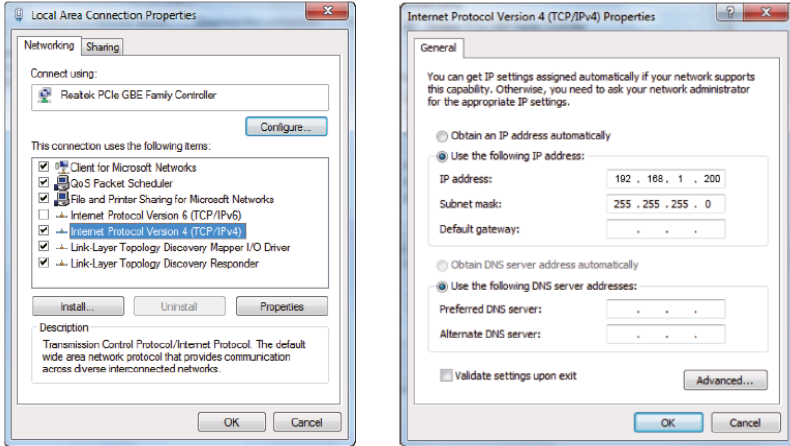 Local Area Connection Properties
Networking
Sharing
Connect using:
Reatek PCIe GBE Family Controller
Configure...
This connection uses the following items:
Client for Microsoft Networks
QoS Packet Scheduler
File and Printer Sharing for Microsoft Networks
Internet Protocol Version 6 (TCP/IPv6)
Internet Protocol Version 4 (TCP/IPv4)
Link-Layer Topology Discovery Mapper I/O Driver
Link-Layer Topology Discovery Responder
Install...
Uninstall
Properties
Description
Transmission Control Protocol/Internet Protocol. The default
wide area network protocol that provides communication
across diverse interconnected networks.
OK
Cancel
Internet Protocol Version 4 (TCP/IPv4) Properties
General
You can get IP settings assigned automatically if your network supports
this capability. Otherwise, you need to ask your network administrator
for the appropriate IP settings.
Obtain an IP address automatically
Use the following IP address:
IP address: 192 . 168 . 1 . 200
Subnet mask: 255 . 255 . 255 . 0
Default gateway: . . .
Obtain DNS server address automatically
Use the following DNS server addresses:
Preferred DNS server: . . .
Alternate DNS server: . . .
Validate settings upon exit
Advanced...
OK
Cancel